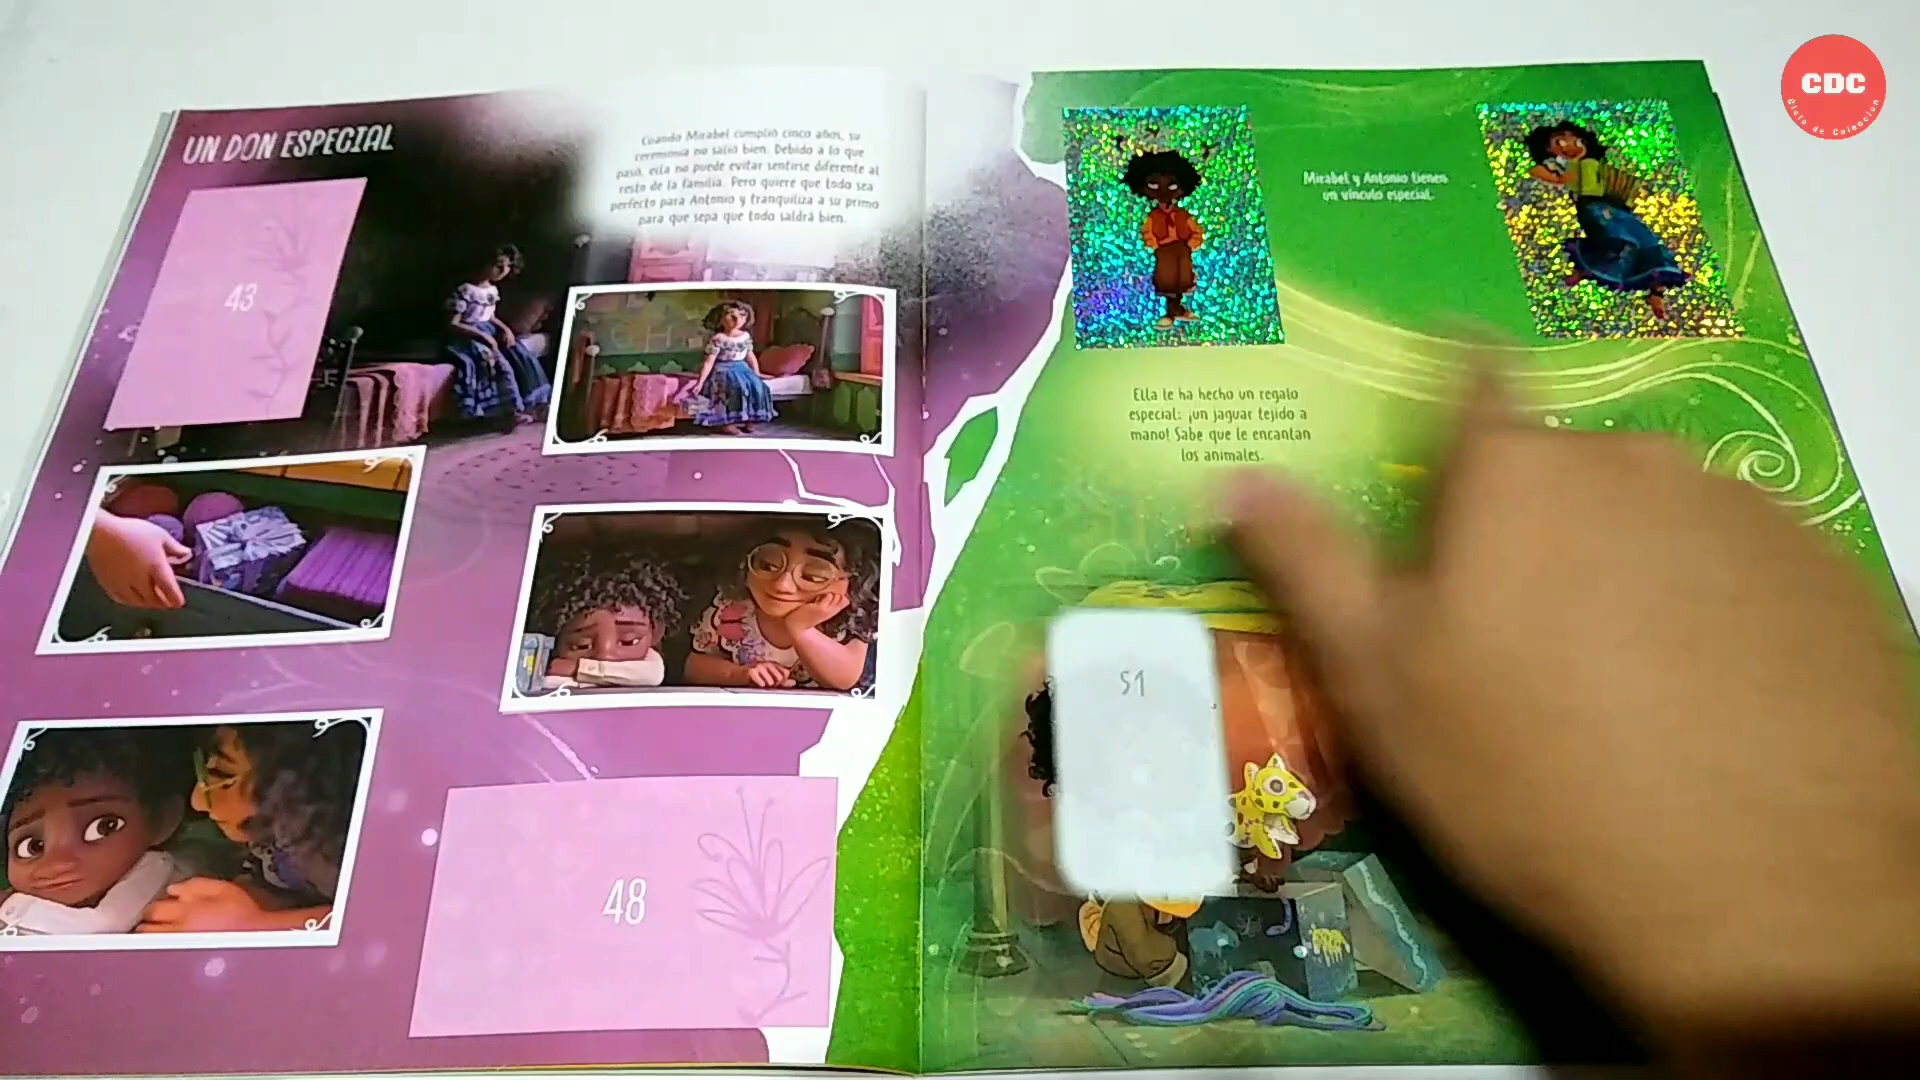 UN DON ESPECIAL
Cuando Mirabel cumplió cinco años, su
ceremonia no salió bien. Debido a lo que
pasó, ella no puede evitar sentirse diferente al
resto de la familia. Pero quiere que todo sea
perfecto para Antonio y tranquiliza a su primo
para que sepa que todo saldrá bien.
43
48
Mirabel y Antonio tienen
un vínculo especial.
Ella le ha hecho un regalo
especial: ¡un jaguar tejido a
mano! Sabe que le encantan
los animales.
51
CDC
Ciclo de Colección